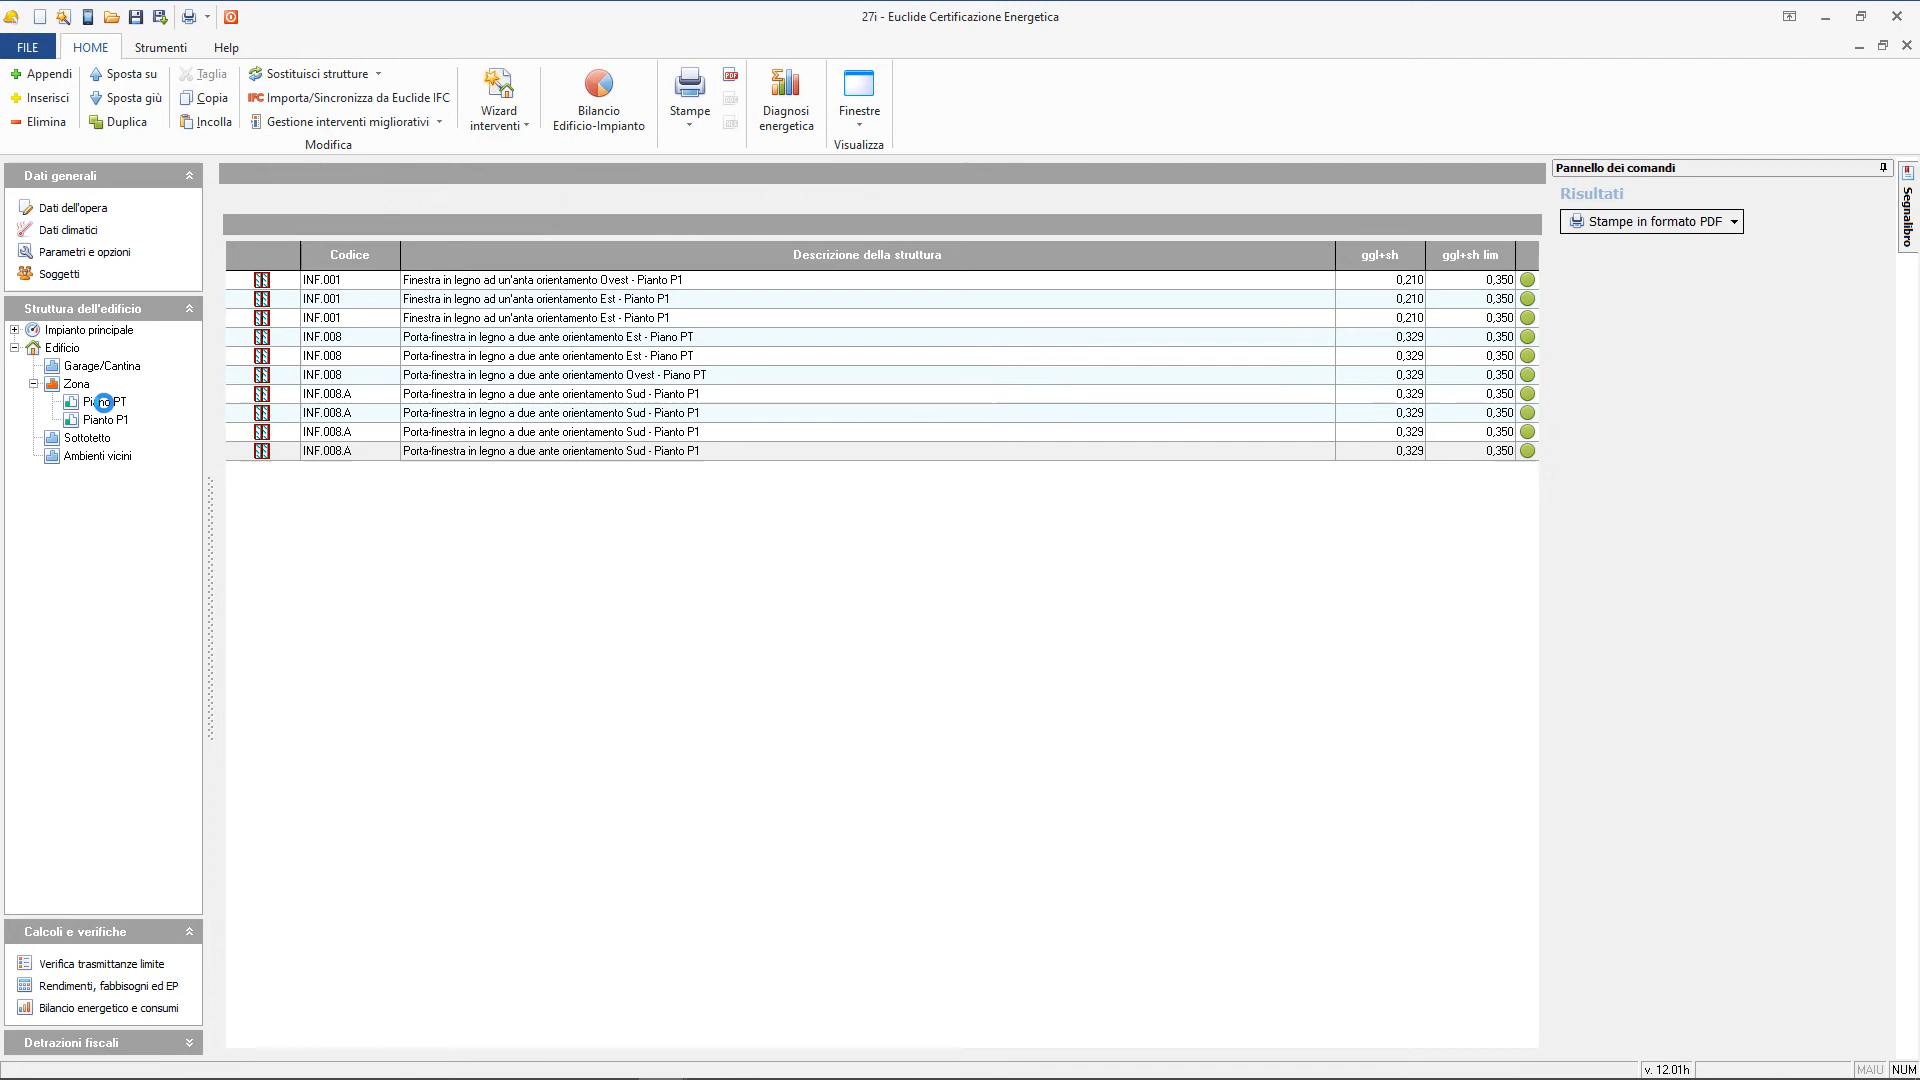 27i - Euclide Certificazione Energetica
FILE HOME Strumenti Help
Appendi Sposta su Taglia Sostituisci strutture
Inserisci Sposta giù Copia IFC Importa/Sincronizza da Euclide IFC
Elimina Duplica Incolla Gestione interventi migliorativi
Wizard interventi
Bilancio Edificio-Impianto
Stampe
Diagnosi energetica
Finestre
Modifica
Visualizza
Dati generali
Dati dell'opera
Dati climatici
Parametri e opzioni
Soggetti
Struttura dell'edificio
Impianto principale
Edificio
Garage/Cantina
Zona
Piano PT
Pianto P1
Sottotetto
Ambienti vicini
Calcoli e verifiche
Verifica trasmittanze limite
Rendimenti, fabbisogni ed EP
Bilancio energetico e consumi
Detrazioni fiscali
Codice Descrizione della struttura ggl+sh ggl+sh lim
INF.001 Finestra in legno ad un'anta orientamento Ovest - Pianto P1 0,210 0,350
INF.001 Finestra in legno ad un'anta orientamento Est - Pianto P1 0,210 0,350
INF.001 Finestra in legno ad un'anta orientamento Est - Pianto P1 0,210 0,350
INF.008 Porta-finestra in legno a due ante orientamento Est - Piano PT 0,329 0,350
INF.008 Porta-finestra in legno a due ante orientamento Est - Piano PT 0,329 0,350
INF.008 Porta-finestra in legno a due ante orientamento Ovest - Piano PT 0,329 0,350
INF.008.A Porta-finestra in legno a due ante orientamento Sud - Pianto P1 0,329 0,350
INF.008.A Porta-finestra in legno a due ante orientamento Sud - Pianto P1 0,329 0,350
INF.008.A Porta-finestra in legno a due ante orientamento Sud - Pianto P1 0,329 0,350
INF.008.A Porta-finestra in legno a due ante orientamento Sud - Pianto P1 0,329 0,350
Pannello dei comandi
Risultati
Stampe in formato PDF
Segnalibro
v. 12.01h MAIU NUM